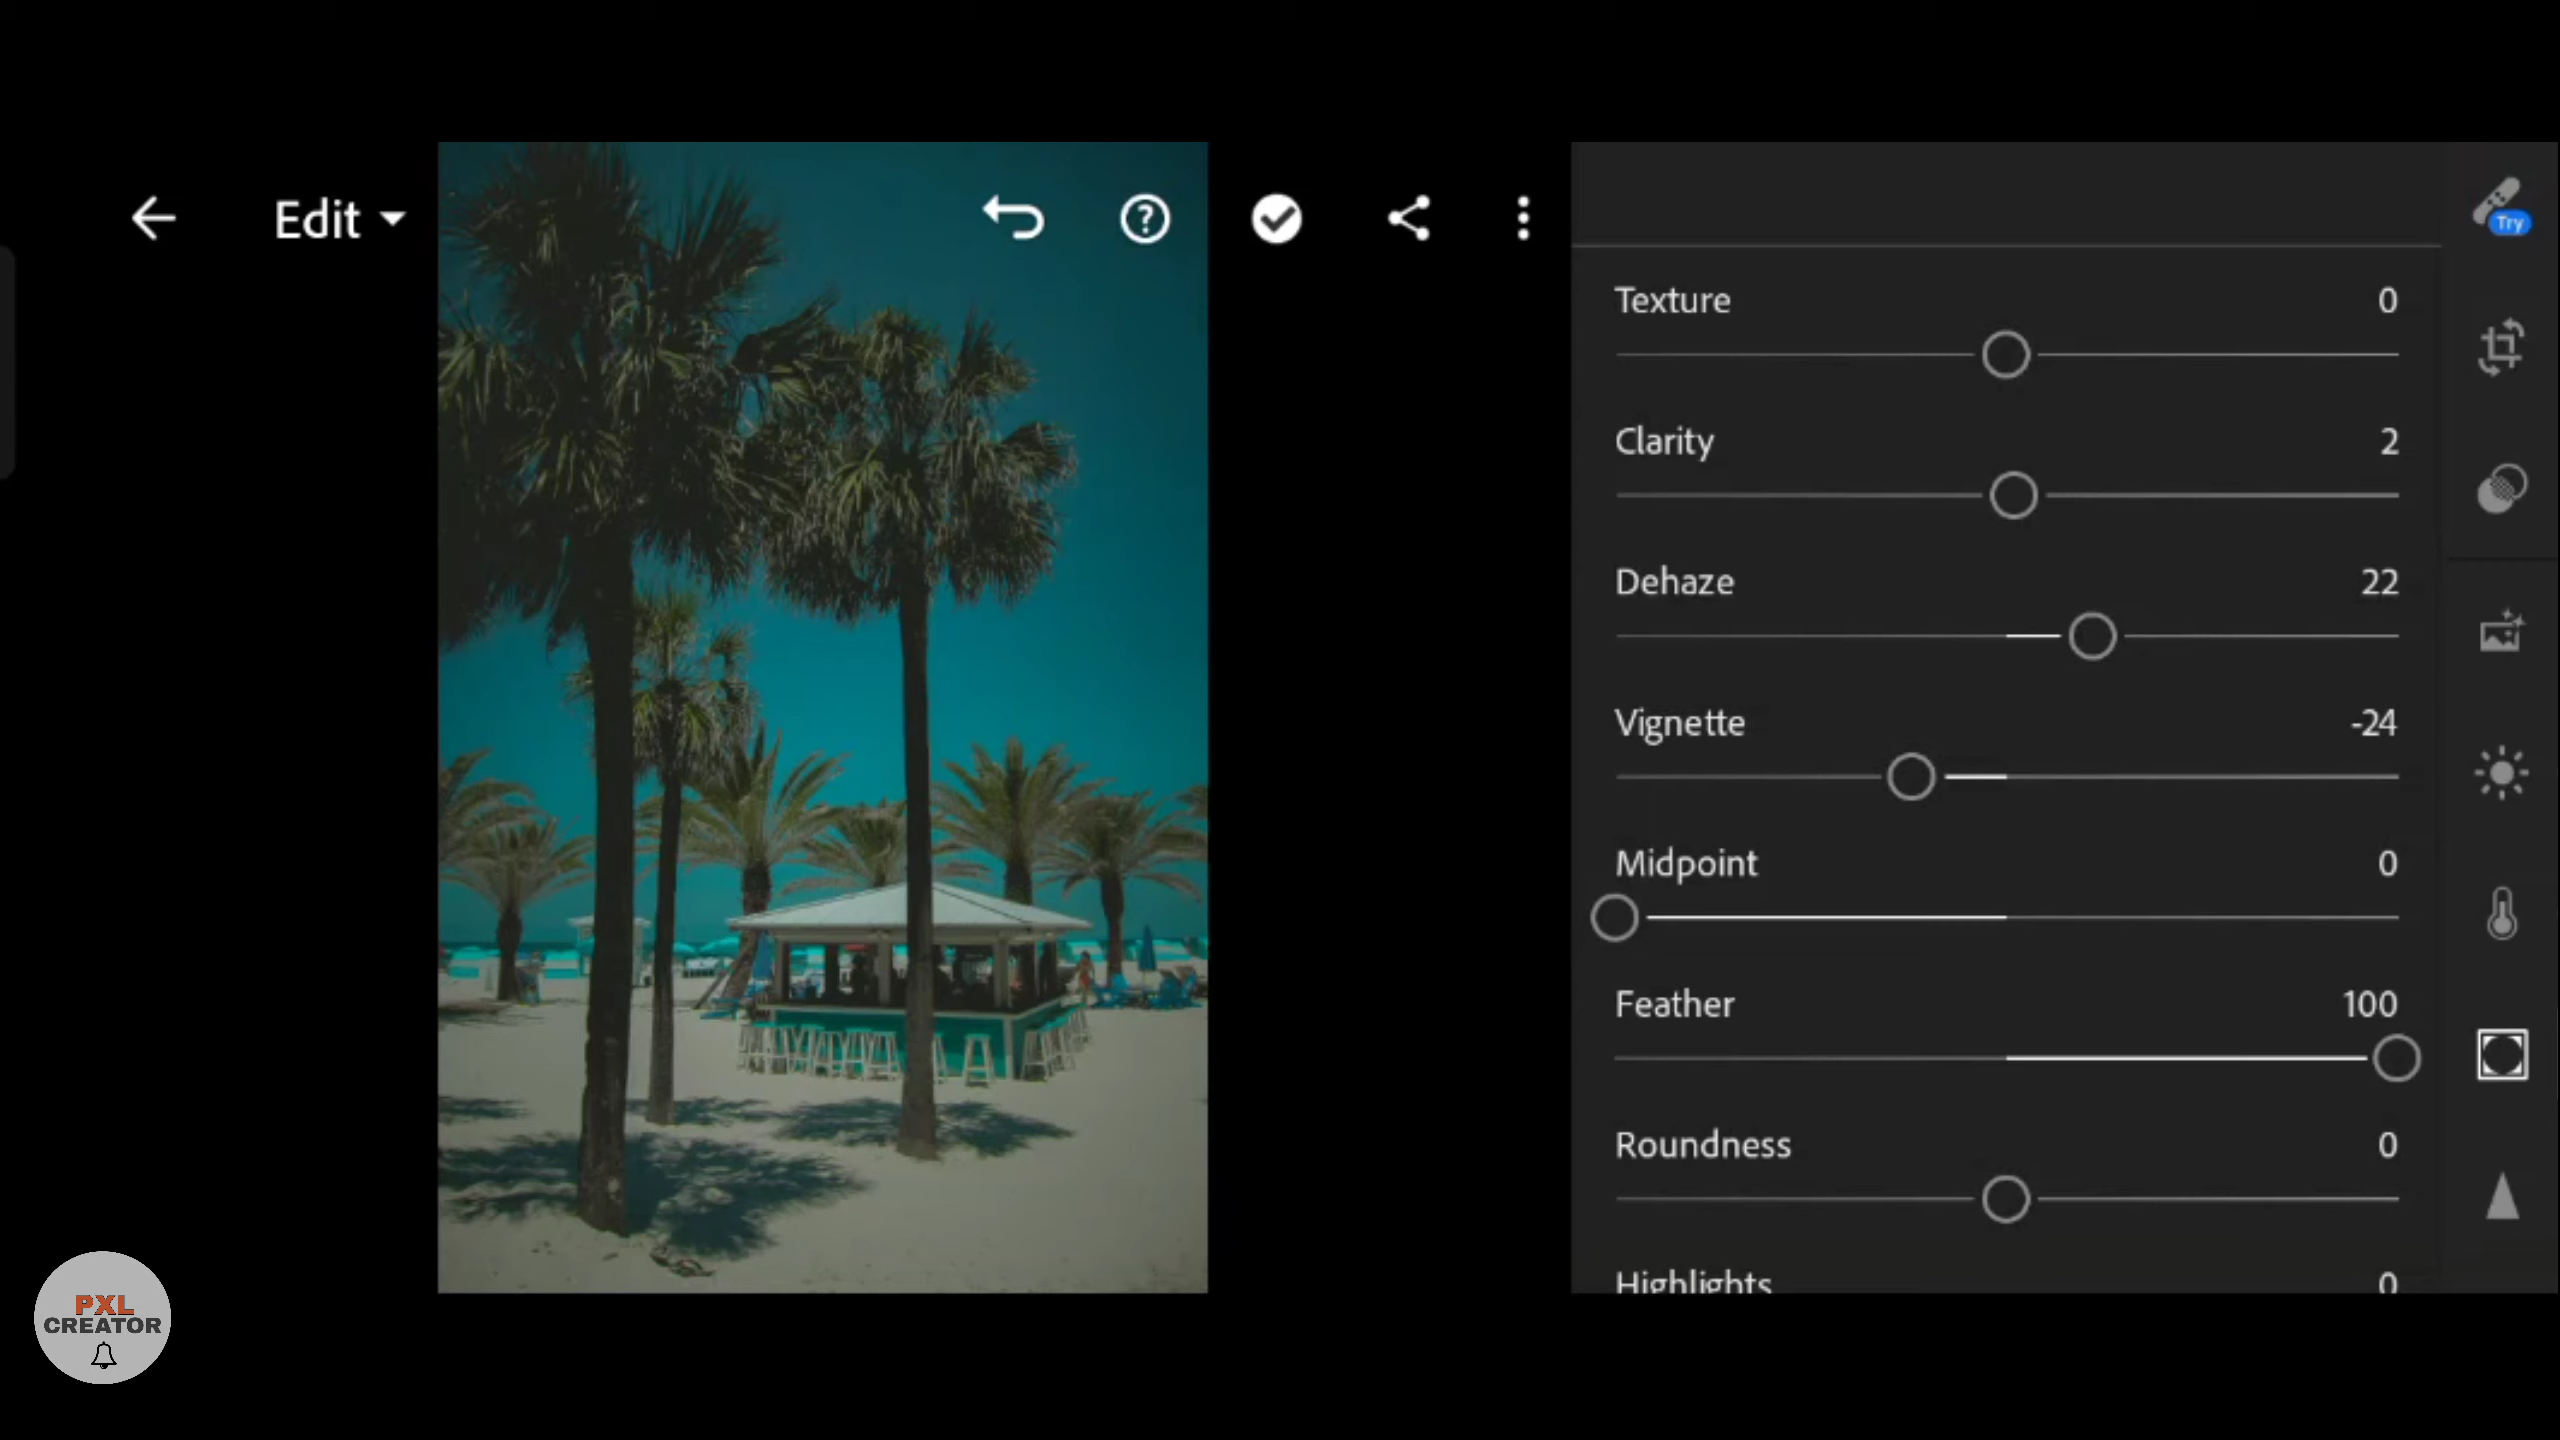 Edit
Try
Texture 0
Clarity 2
Dehaze 22
Vignette -24
Midpoint 0
Feather 100
Roundness 0
Highlights 0
PXL
CREATOR